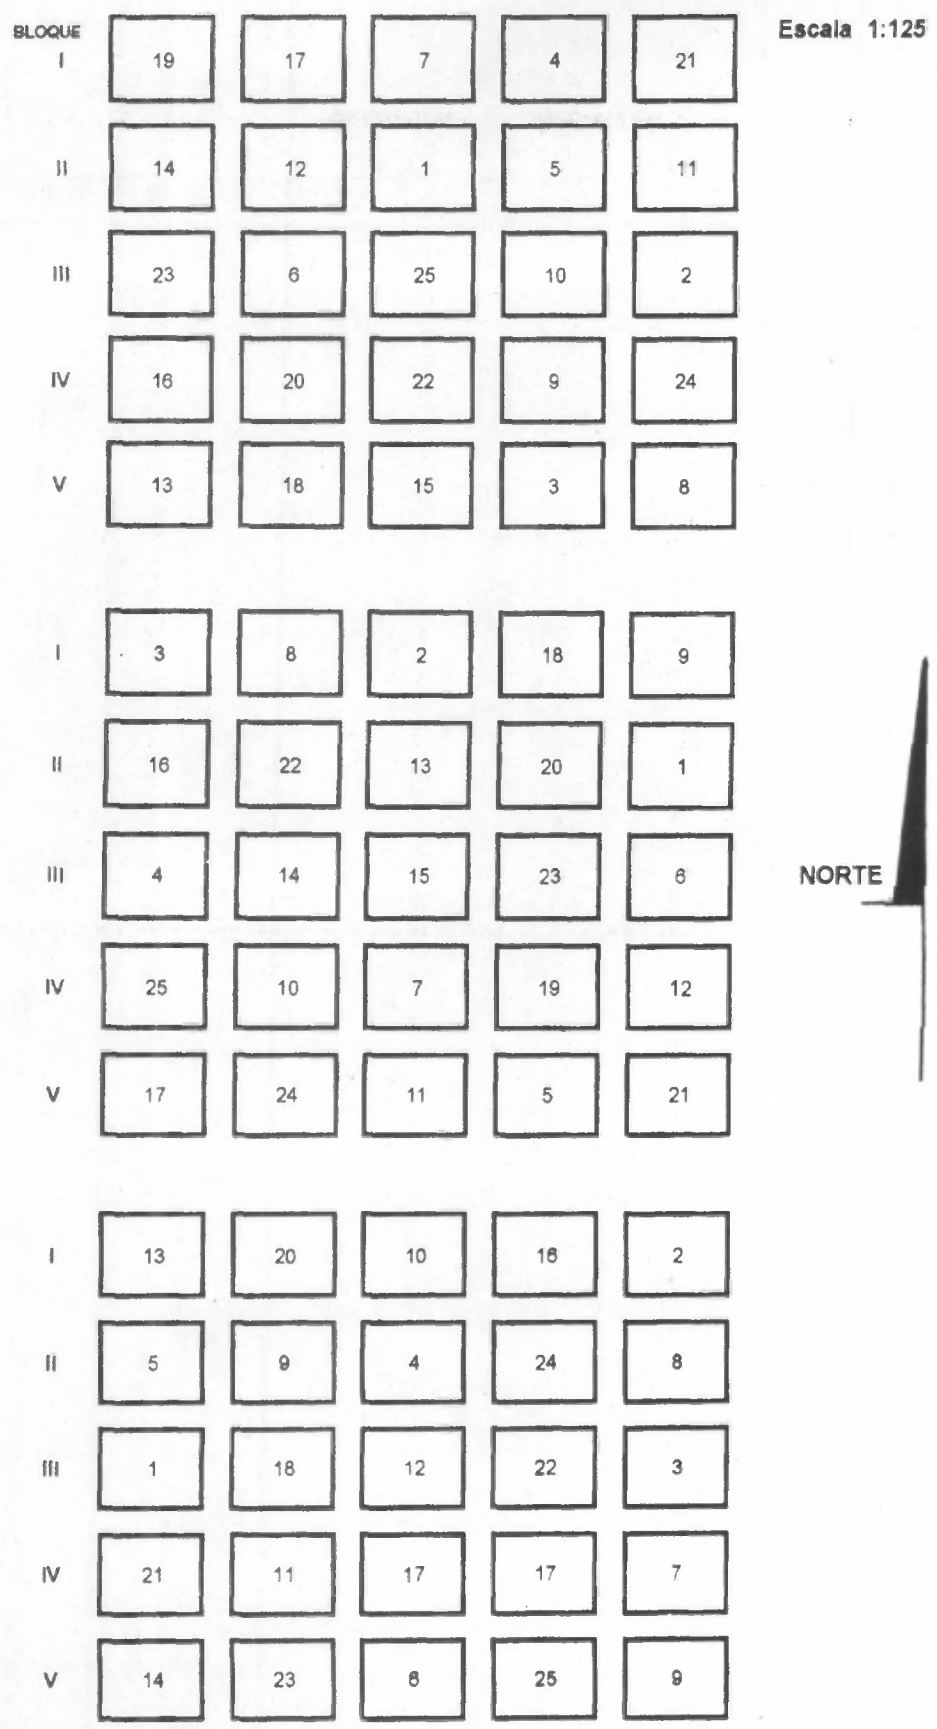 BLOQUE Escala 1:125
I 19 17 7 4 21
II 14 12 1 5 11
III 23 6 25 10 2
IV 16 20 22 9 24
V 13 18 15 3 8
I 3 8 2 18 9
II 16 22 13 20 1
III 4 14 15 23 6
NORTE
IV 25 10 7 19 12
V 17 24 11 5 21
I 13 20 10 16 2
II 5 9 4 24 8
III 1 18 12 22 3
IV 21 11 17 17 7
V 14 23 6 25 9